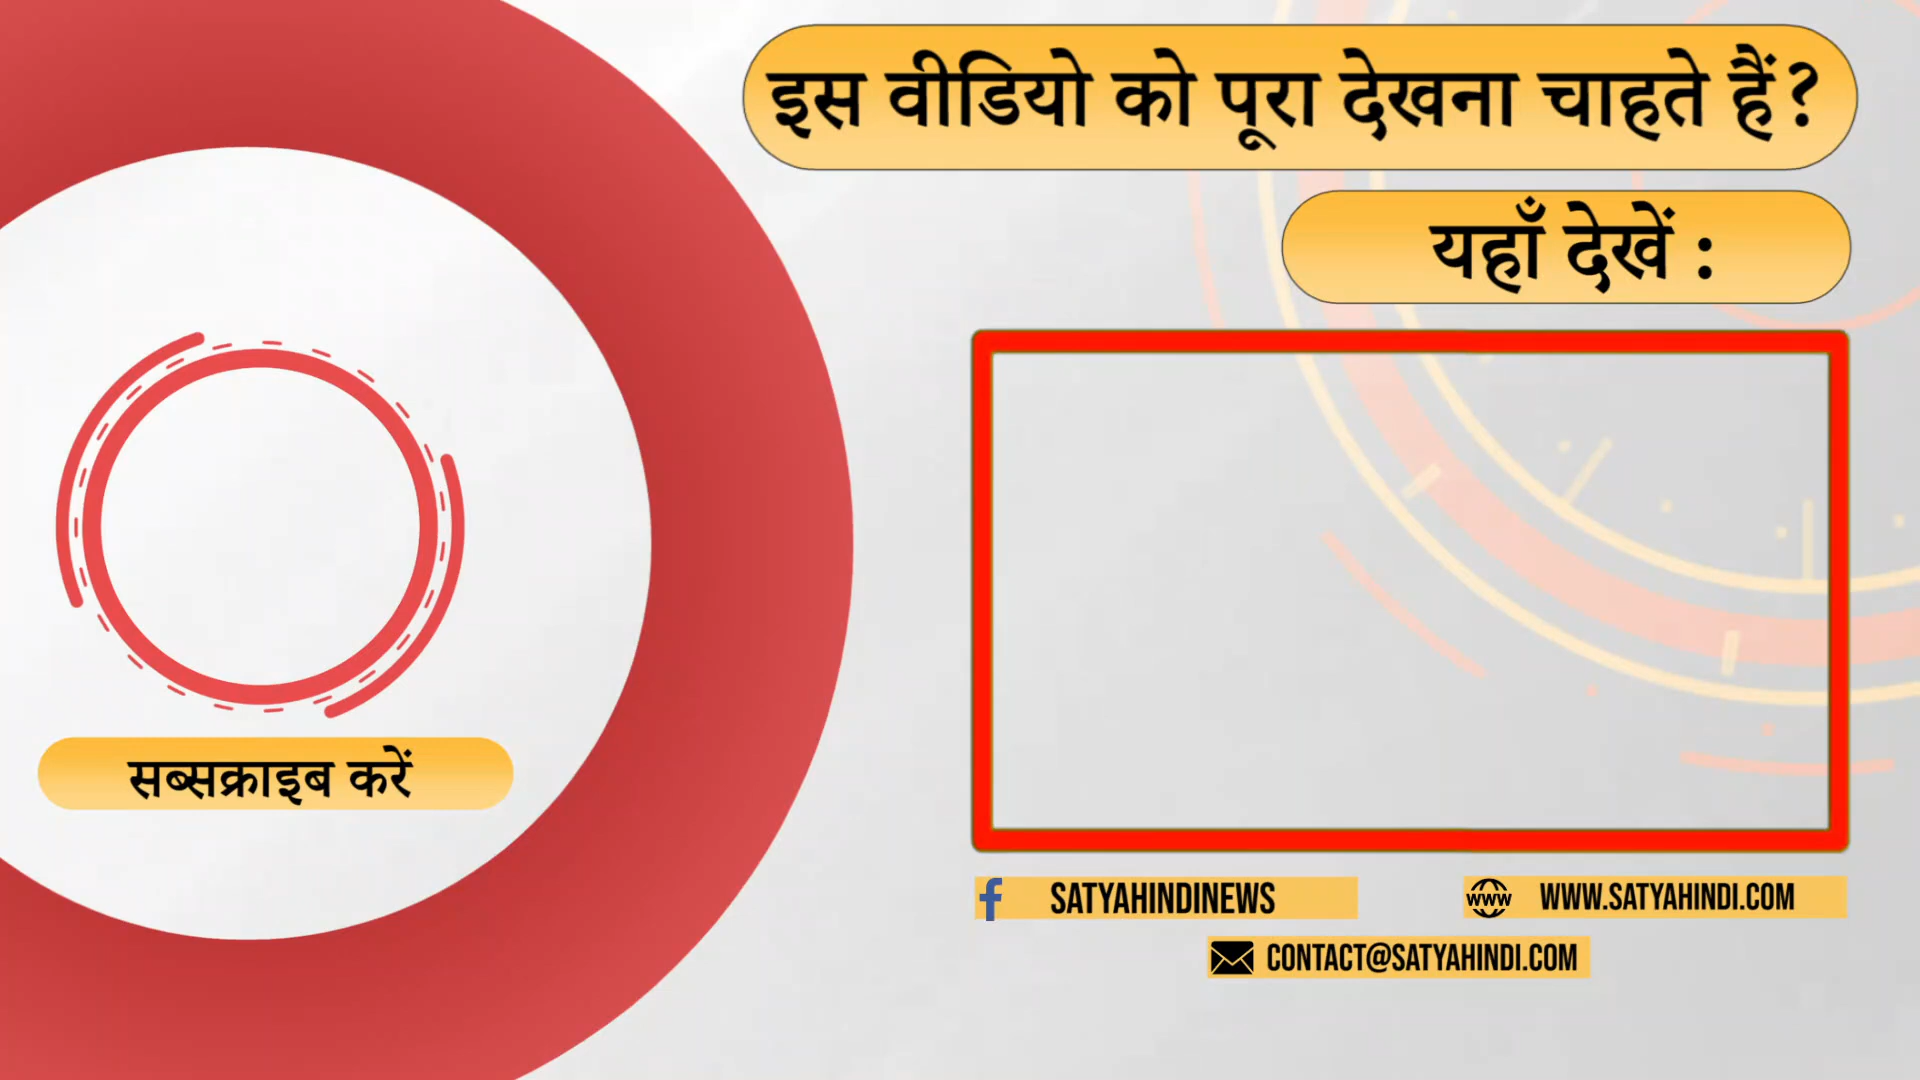 इस वीडियो को पूरा देखना चाहते हैं?
यहाँ देखें :
सब्सक्राइब करें
f SATYAHINDINEWS
WWW WWW.SATYAHINDI.COM
CONTACT@SATYAHINDI.COM